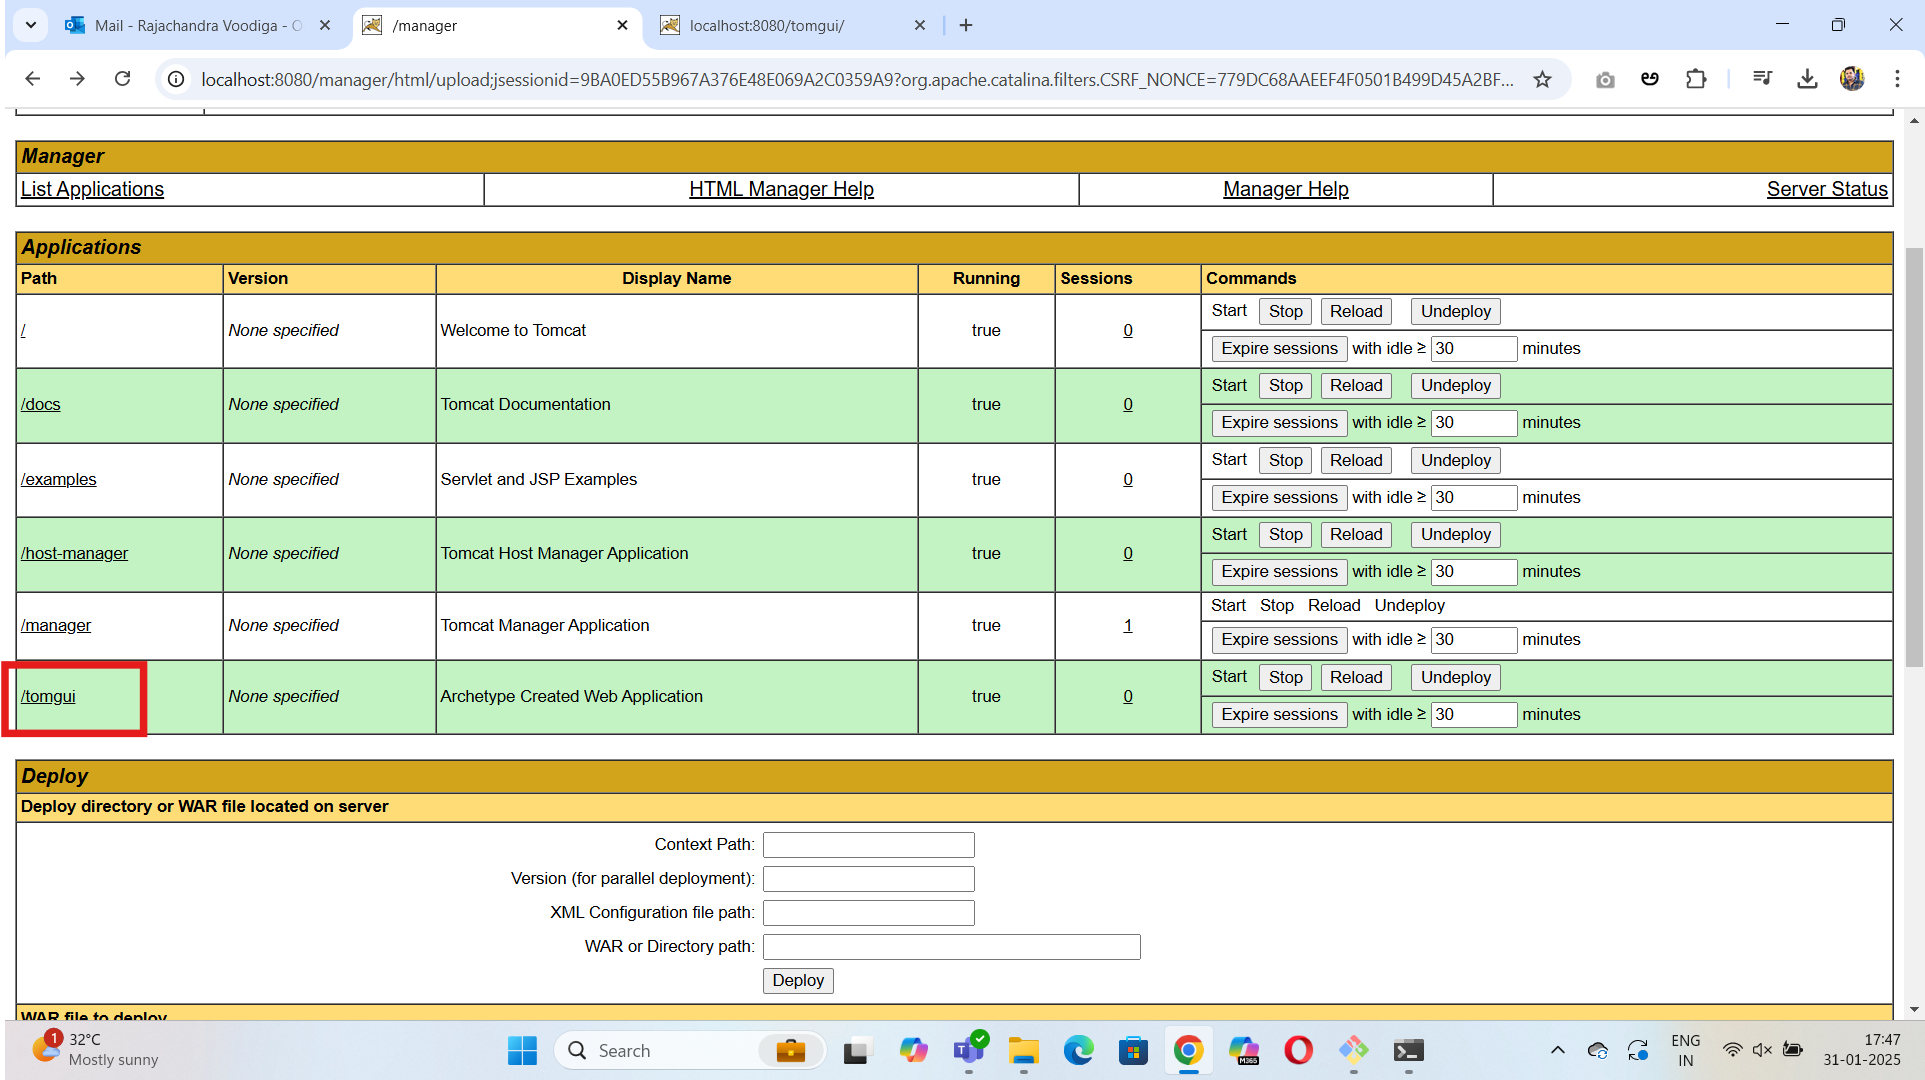 Mail - Rajachandra Voodiga - O
/manager
localhost:8080/tomgui/
localhost:8080/manager/html/upload;jsessionid=9BA0ED55B967A376E48E069A2C0359A9?org.apache.catalina.filters.CSRF_NONCE=779DC68AAEEF4F0501B499D45A2BF...
Manager
List Applications HTML Manager Help Manager Help Server Status
Applications
Path Version Display Name Running Sessions Commands
/ None specified Welcome to Tomcat true 0 Start Stop Reload Undeploy
Expire sessions with idle ≥ 30 minutes
/docs None specified Tomcat Documentation true 0 Start Stop Reload Undeploy
Expire sessions with idle ≥ 30 minutes
/examples None specified Servlet and JSP Examples true 0 Start Stop Reload Undeploy
Expire sessions with idle ≥ 30 minutes
/host-manager None specified Tomcat Host Manager Application true 0 Start Stop Reload Undeploy
Expire sessions with idle ≥ 30 minutes
/manager None specified Tomcat Manager Application true 1 Start Stop Reload Undeploy
Expire sessions with idle ≥ 30 minutes
/tomgui None specified Archetype Created Web Application true 0 Start Stop Reload Undeploy
Expire sessions with idle ≥ 30 minutes
Deploy
Deploy directory or WAR file located on server
Context Path:
Version (for parallel deployment):
XML Configuration file path:
WAR or Directory path:
Deploy
WAR file to deploy
1
32°C
Mostly sunny
Search
M365
ENG
IN
17:47
31-01-2025